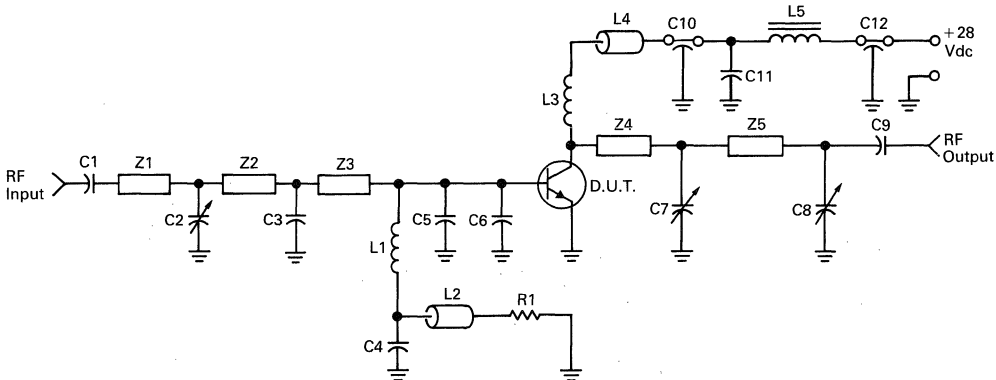 L4
C10
L5
C12
+28
Vdc
C11
L3
Z4
Z5
C9
RF
Output
C1
Z1
Z2
Z3
RF
Input
D.U.T.
C2
C3
C5
C6
C7
C8
L1
L2
R1
C4